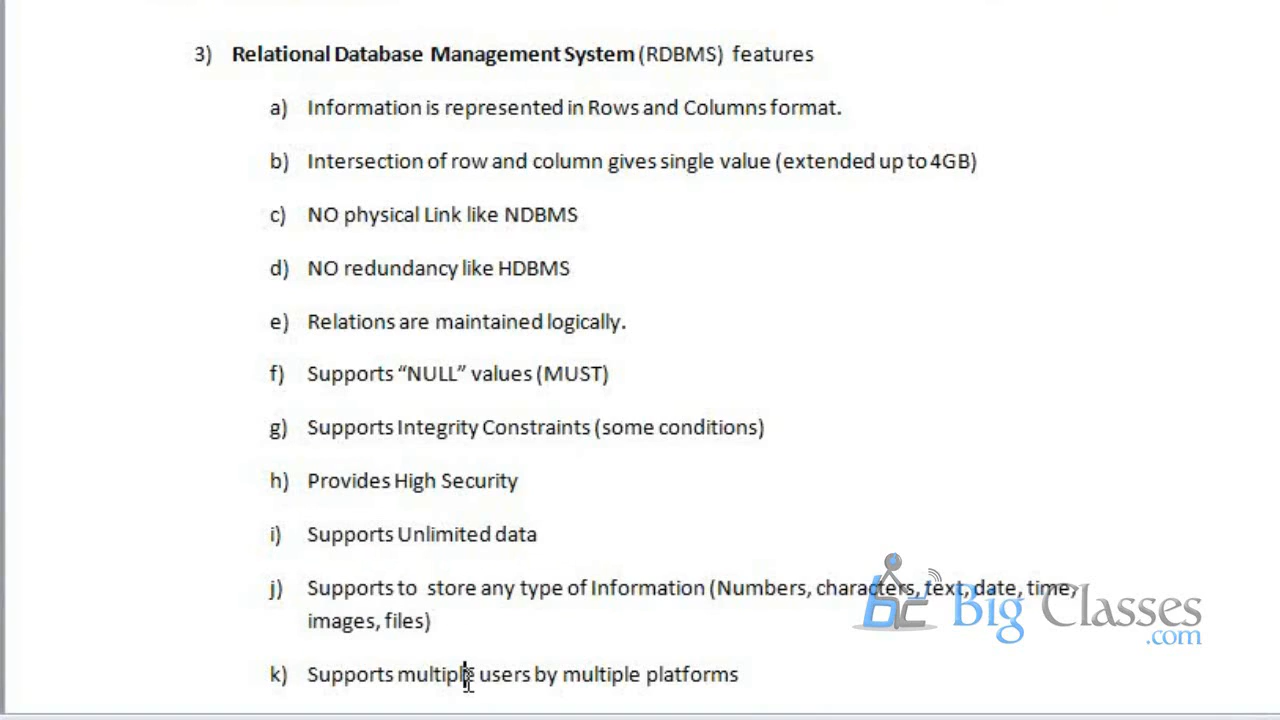 3) Relational Database Management System (RDBMS) features
a) Information is represented in Rows and Columns format.
b) Intersection of row and column gives single value (extended up to 4GB)
c) NO physical Link like NDBMS
d) NO redundancy like HDBMS
e) Relations are maintained logically.
f) Supports “NULL” values (MUST)
g) Supports Integrity Constraints (some conditions)
h) Provides High Security
i) Supports Unlimited data
j) Supports to store any type of Information (Numbers, characters, text, date, time,
images, files)
bc Big Classes
.com
k) Supports multiple users by multiple platforms